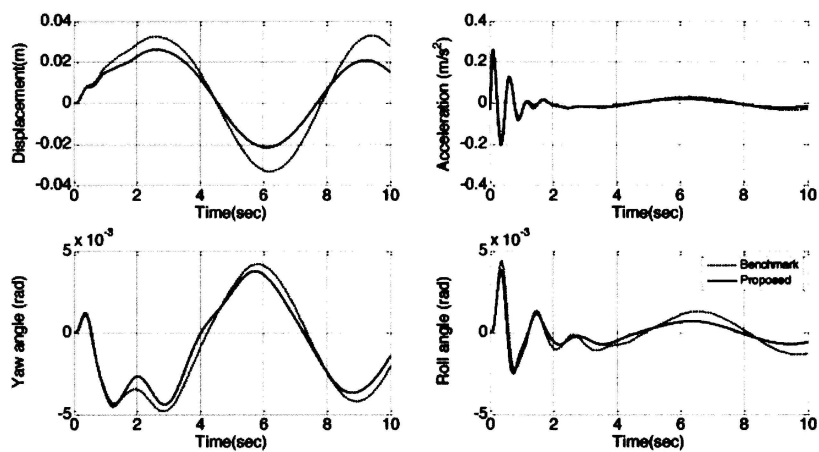 0.04
0.02
0
-0.02
-0.04
Displacement(m)
0 2 4 6 8 10
Time(sec)
0.4
0.2
0
-0.2
-0.4
Acceleration (m/s²)
0 2 4 6 8 10
Time(sec)
x 10⁻³
5
0
-5
Yaw angle (rad)
0 2 4 6 8 10
Time(sec)
x 10⁻³
5
0
-5
Roll angle (rad)
Benchmark
Proposed
0 2 4 6 8 10
Time(sec)